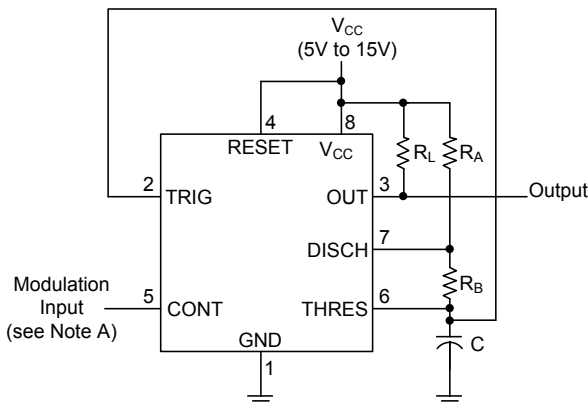 VCC
(5V to 15V)
4
8
RESET
VCC
RL
RA
2
TRIG
OUT
3
Output
DISCH
7
RB
Modulation
Input
(see Note A)
5
CONT
THRES
6
GND
1
C